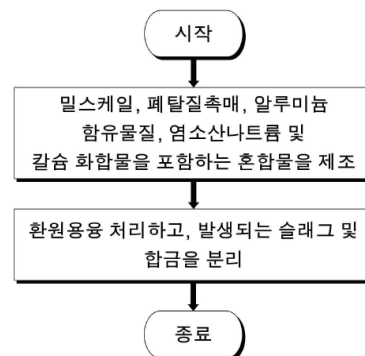 시작
밀스케일, 폐탈질촉매, 알루미늄
함유물질, 염소산나트륨 및
칼슘 화합물을 포함하는 혼합물을 제조
환원용융 처리하고, 발생되는 슬래그 및
합금을 분리
종료